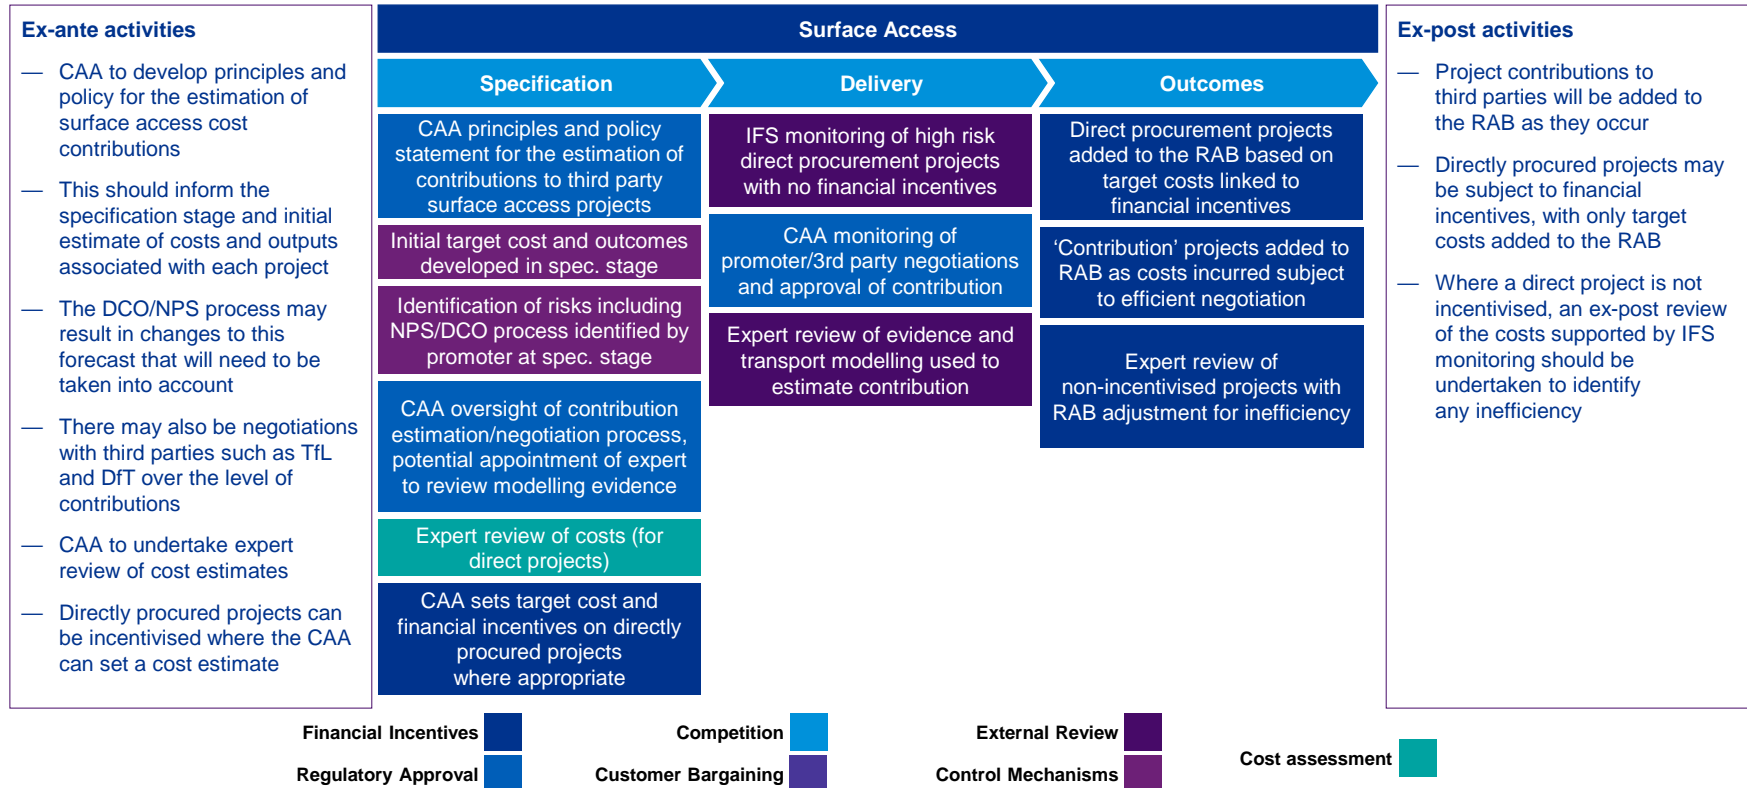 Ex-ante activities
— CAA to develop principles and
policy for the estimation of
surface access cost
contributions
— This should inform the
specification stage and initial
estimate of costs and outputs
associated with each project
— The DCO/NPS process may
result in changes to this
forecast that will need to be
taken into account
— There may also be negotiations
with third parties such as TfL
and DfT over the level of
contributions
— CAA to undertake expert
review of cost estimates
— Directly procured projects can
be incentivised where the CAA
can set a cost estimate
Surface Access
Specification
CAA principles and policy
statement for the estimation of
contributions to third party
surface access projects
Initial target cost and outcomes
developed in spec. stage
Identification of risks including
NPS/DCO process identified by
promoter at spec. stage
CAA oversight of contribution
estimation/negotiation process,
potential appointment of expert
to review modelling evidence
Expert review of costs (for
direct projects)
CAA sets target cost and
financial incentives on directly
procured projects
where appropriate
Delivery
IFS monitoring of high risk
direct procurement projects
with no financial incentives
CAA monitoring of
promoter/3rd party negotiations
and approval of contribution
Expert review of evidence and
transport modelling used to
estimate contribution
Outcomes
Direct procurement projects
added to the RAB based on
target costs linked to
financial incentives
‘Contribution’ projects added to
RAB as costs incurred subject
to efficient negotiation
Expert review of
non-incentivised projects with
RAB adjustment for inefficiency
Ex-post activities
— Project contributions to
third parties will be added to
the RAB as they occur
— Directly procured projects may
be subject to financial
incentives, with only target
costs added to the RAB
— Where a direct project is not
incentivised, an ex-post review
of the costs supported by IFS
monitoring should be
undertaken to identify
any inefficiency
Financial Incentives
Regulatory Approval
Competition
Customer Bargaining
External Review
Control Mechanisms
Cost assessment